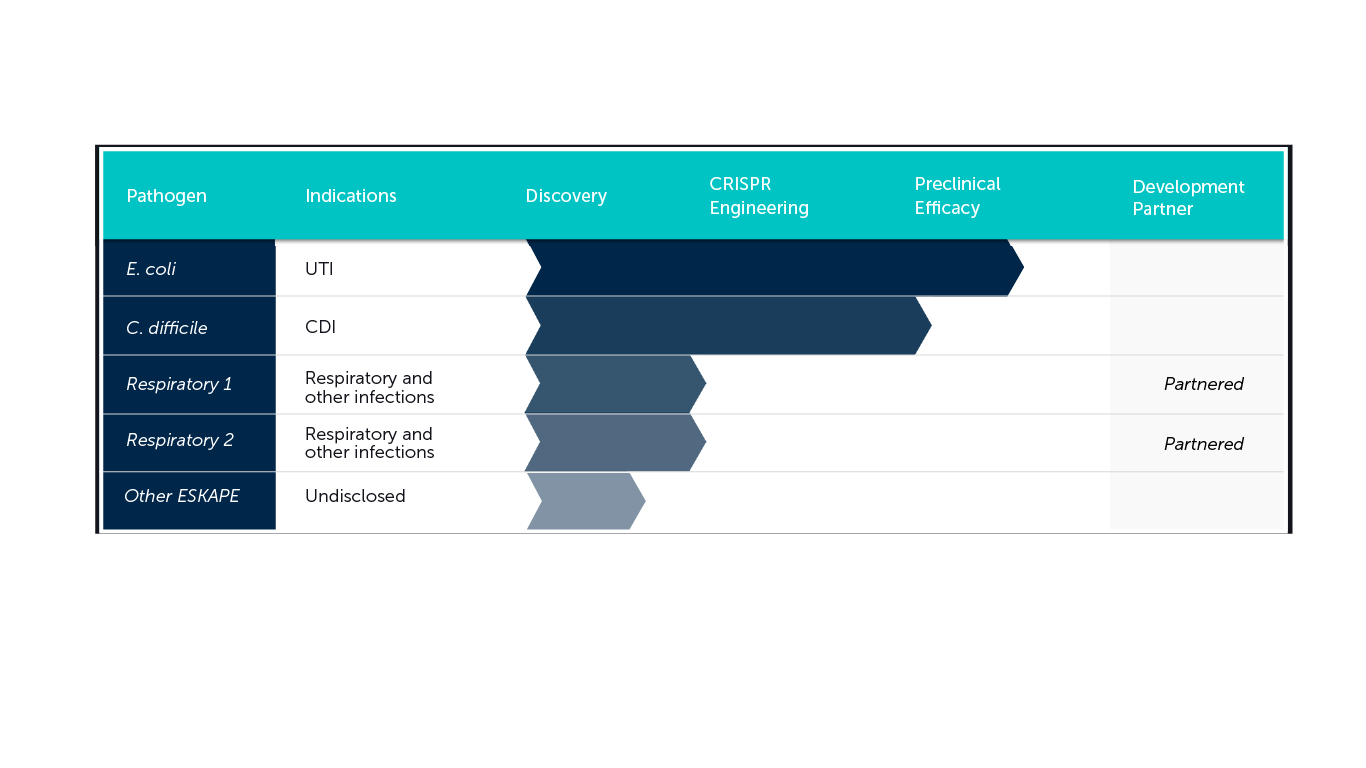 Pathogen
Indications
Discovery
CRISPR
Engineering
Preclinical
Efficacy
Development
Partner
E. coli
UTI
C. difficile
CDI
Respiratory 1
Respiratory and
other infections
Partnered
Respiratory 2
Respiratory and
other infections
Partnered
Other ESKAPE
Undisclosed